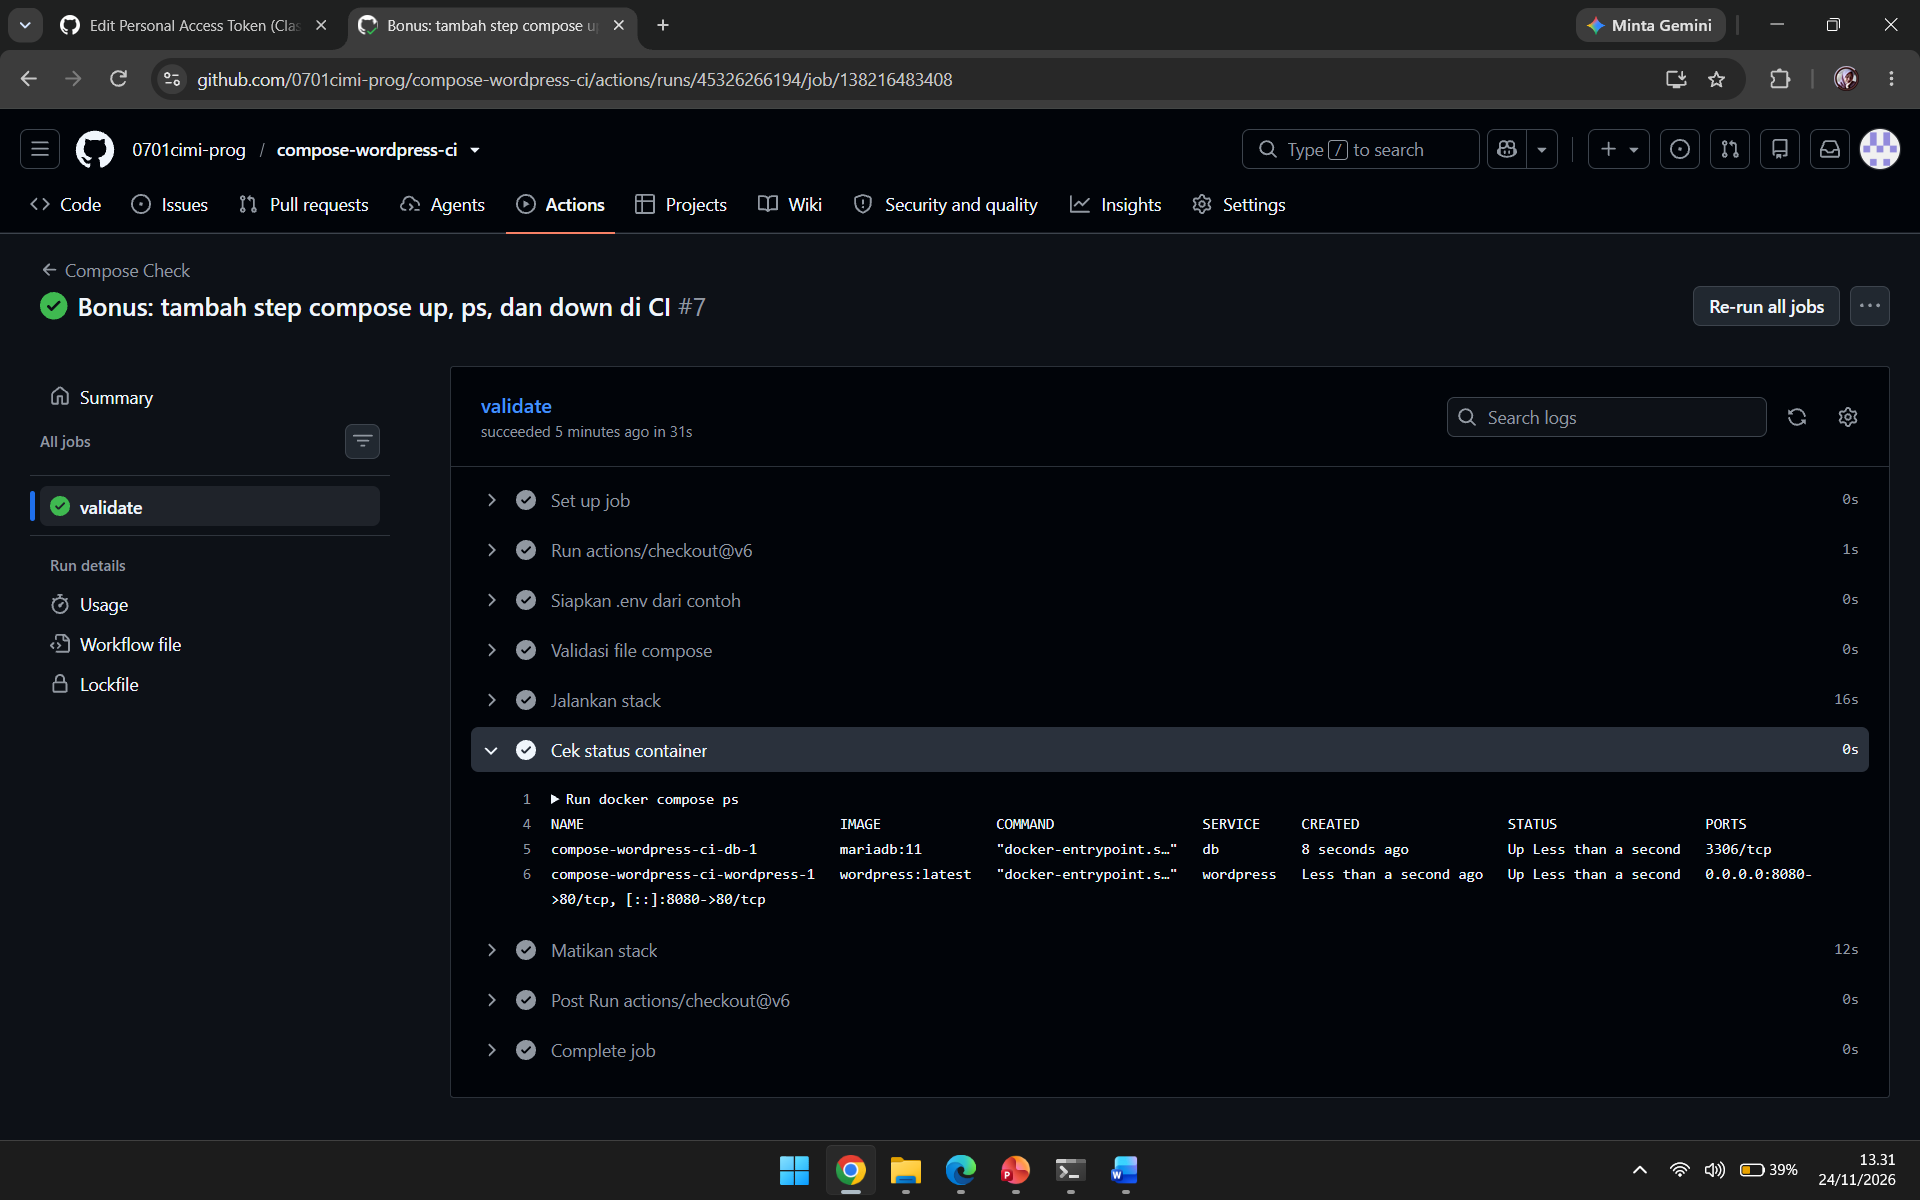 Edit Personal Access Token (Clas
Bonus: tambah step compose up
Minta Gemini
github.com/0701cimi-prog/compose-wordpress-ci/actions/runs/45326266194/job/138216483408
0701cimi-prog / compose-wordpress-ci
Type / to search
Code
Issues
Pull requests
Agents
Actions
Projects
Wiki
Security and quality
Insights
Settings
Compose Check
Bonus: tambah step compose up, ps, dan down di CI #7
Re-run all jobs
Summary
All jobs
validate
Run details
Usage
Workflow file
Lockfile
validate
succeeded 5 minutes ago in 31s
Search logs
Set up job 0s
Run actions/checkout@v6 1s
Siapkan .env dari contoh 0s
Validasi file compose 0s
Jalankan stack 16s
Cek status container 0s
1 Run docker compose ps
4 NAME IMAGE COMMAND SERVICE CREATED STATUS PORTS
5 compose-wordpress-ci-db-1 mariadb:11 "docker-entrypoint.s…" db 8 seconds ago Up Less than a second 3306/tcp
6 compose-wordpress-ci-wordpress-1 wordpress:latest "docker-entrypoint.s…" wordpress Less than a second ago Up Less than a second 0.0.0.0:8080-
>80/tcp, [::]:8080->80/tcp
Matikan stack 12s
Post Run actions/checkout@v6 0s
Complete job 0s
39%
13.31
24/11/2026